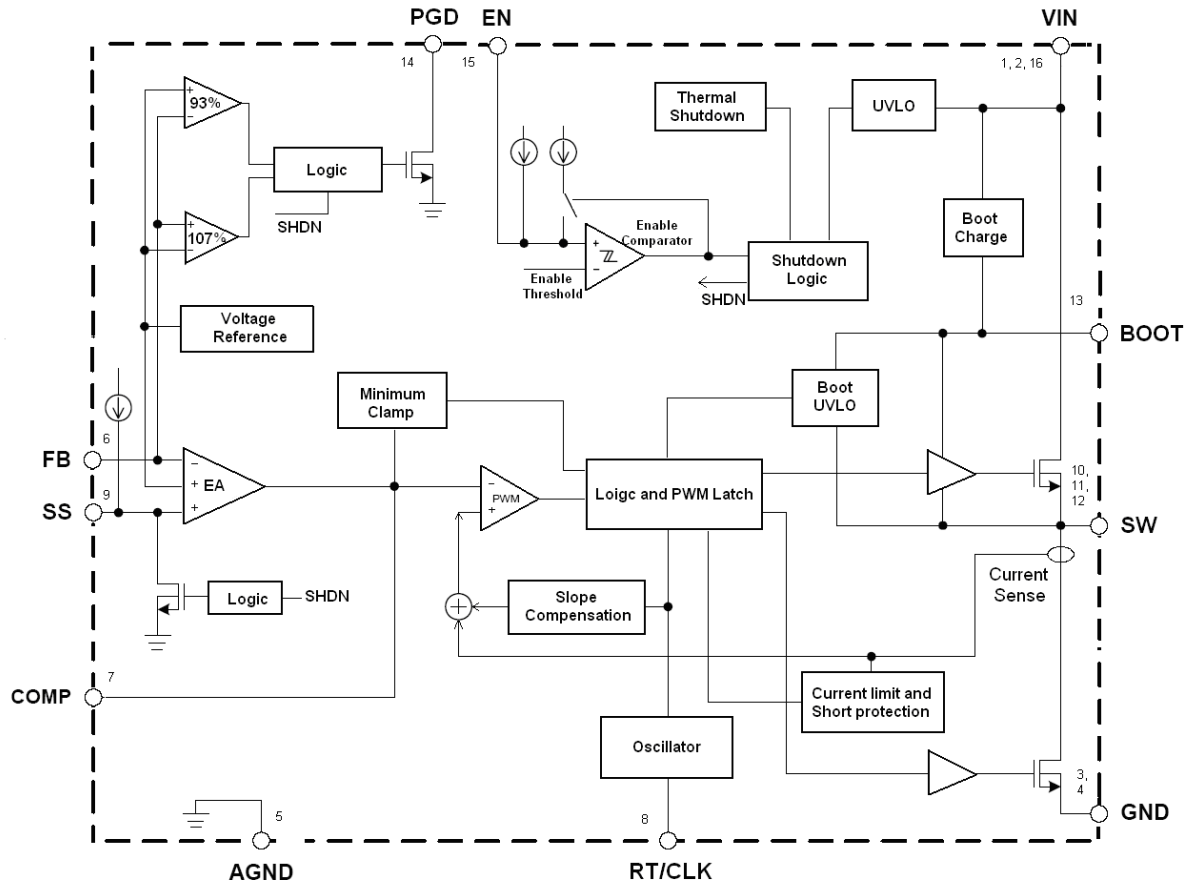 PGD EN VIN
14 15 1, 2, 16
+
93%
−
Thermal
Shutdown
UVLO
Logic
SHDN
+
107%
−
Boot
Charge
Enable
Comparator
+
−
Enable
Threshold
Shutdown
Logic
SHDN
13
BOOT
Voltage
Reference
Minimum
Clamp
Boot
UVLO
6
FB
9
SS
−
+ EA
+
−
PWM
+
Loigc and PWM Latch
10,
11,
12
SW
Current
Sense
Logic
SHDN
+
Slope
Compensation
7
COMP
Current limit and
Short protection
Oscillator
3,
4
GND
5
AGND
8
RT/CLK